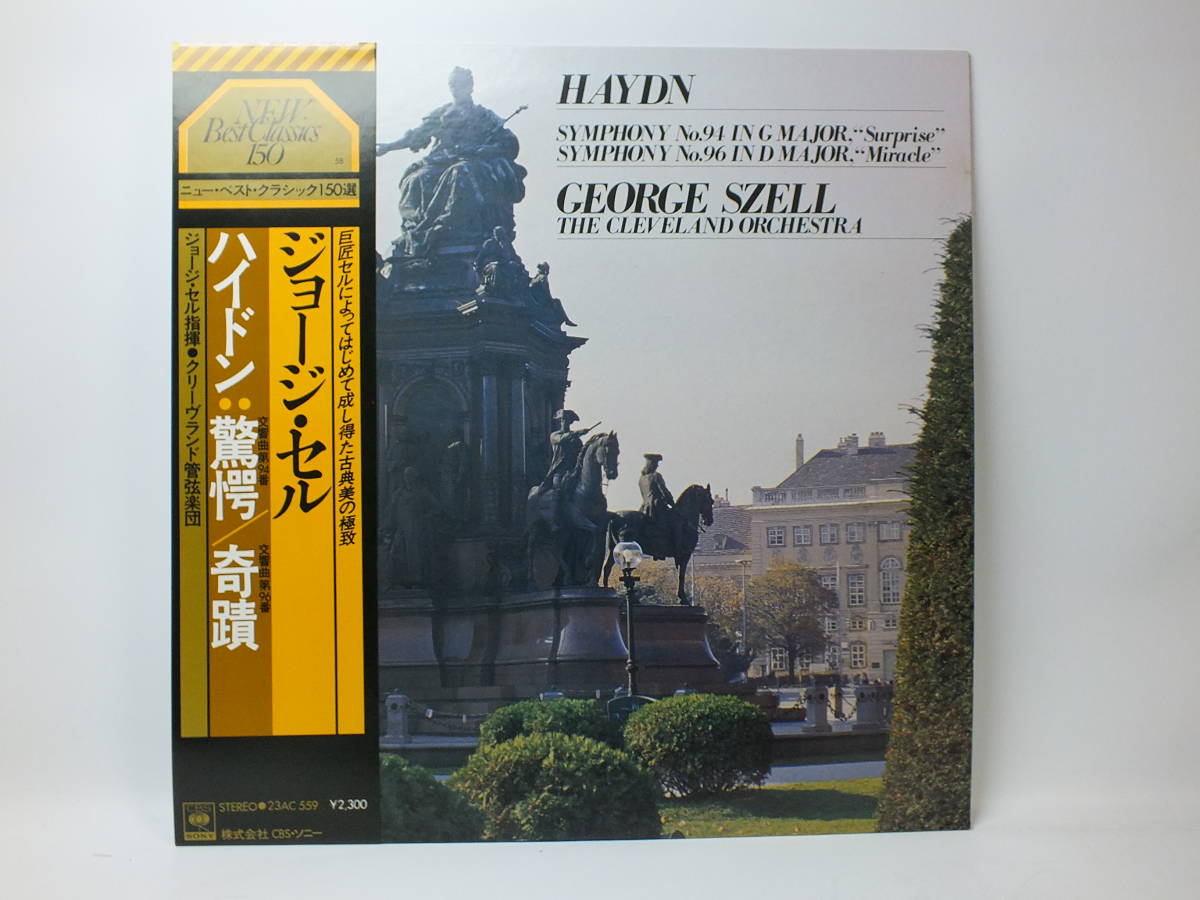 NEW
Best Classics
150
58
ニュー・ベスト・クラシック150選
巨匠セルによってはじめて成し得た古典美の極致
ジョージ・セル
ハイドン:驚愕/奇蹟
交響曲第94番
交響曲第96番
ジョージ・セル指揮●クリーヴランド管弦楽団
CBS
SONY
STEREO●23AC 559 ¥2,300
株式会社 CBS・ソニー
HAYDN
SYMPHONY No.94 IN G MAJOR, “Surprise”
SYMPHONY No.96 IN D MAJOR, “Miracle”
GEORGE SZELL
THE CLEVELAND ORCHESTRA